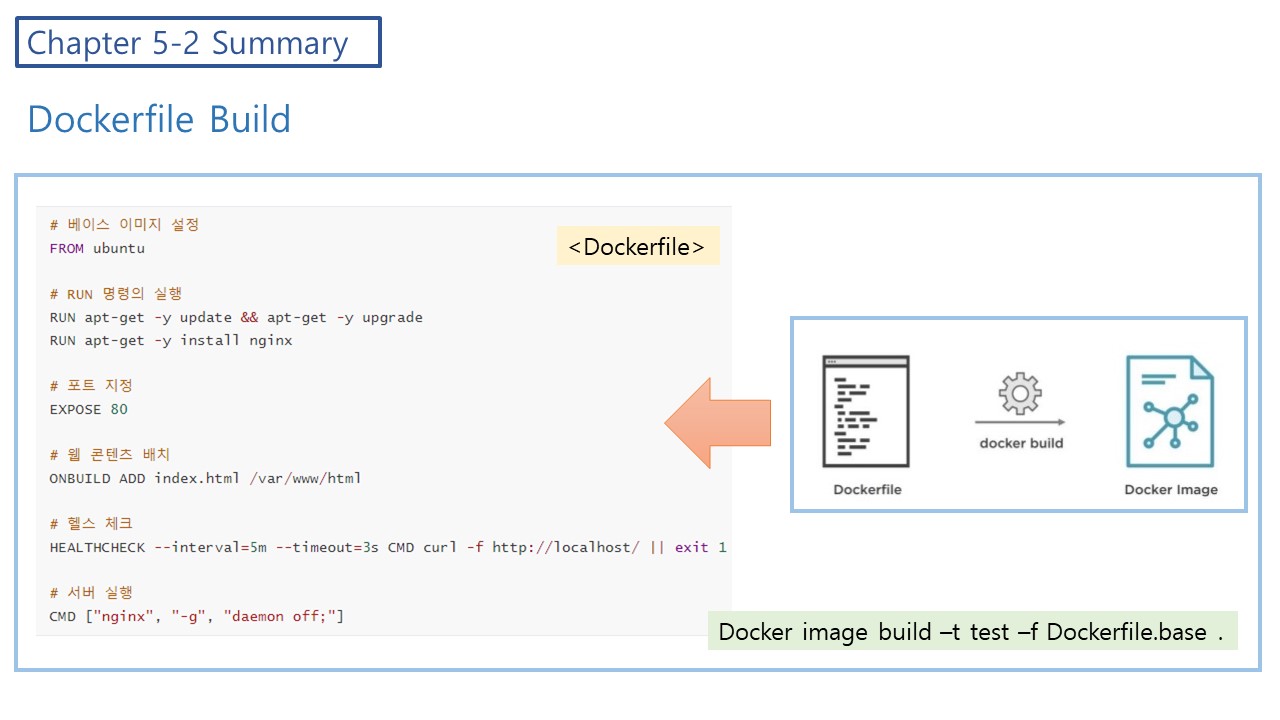 Chapter 5-2 Summary
Dockerfile Build
# 베이스 이미지 설정
FROM ubuntu
<Dockerfile>
# RUN 명령의 실행
RUN apt-get -y update && apt-get -y upgrade
RUN apt-get -y install nginx
# 포트 지정
EXPOSE 80
# 웹 콘텐츠 배치
ONBUILD ADD index.html /var/www/html
# 헬스 체크
HEALTHCHECK --interval=5m --timeout=3s CMD curl -f http://localhost/ || exit 1
# 서버 실행
CMD ["nginx", "-g", "daemon off;"]
docker build
Dockerfile
Docker Image
Docker image build –t test –f Dockerfile.base .